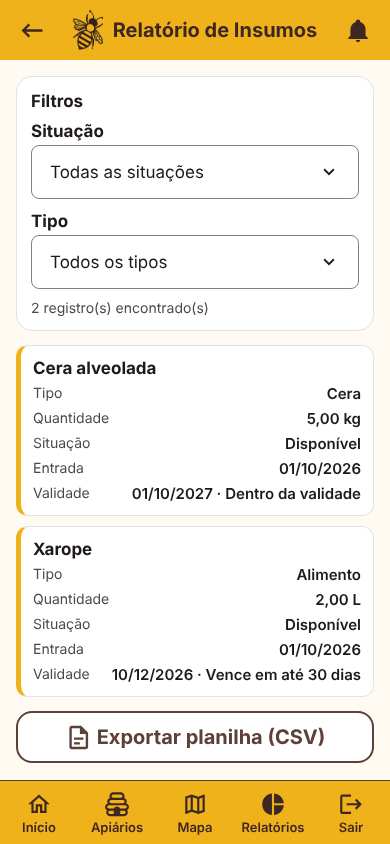 Relatório de Insumos
Filtros
Situação
Todas as situações
Tipo
Todos os tipos
2 registro(s) encontrado(s)
Cera alveolada
Tipo Cera
Quantidade 5,00 kg
Situação Disponível
Entrada 01/10/2026
Validade 01/10/2027 · Dentro da validade
Xarope
Tipo Alimento
Quantidade 2,00 L
Situação Disponível
Entrada 01/10/2026
Validade 10/12/2026 · Vence em até 30 dias
Exportar planilha (CSV)
Início Apiários Mapa Relatórios Sair